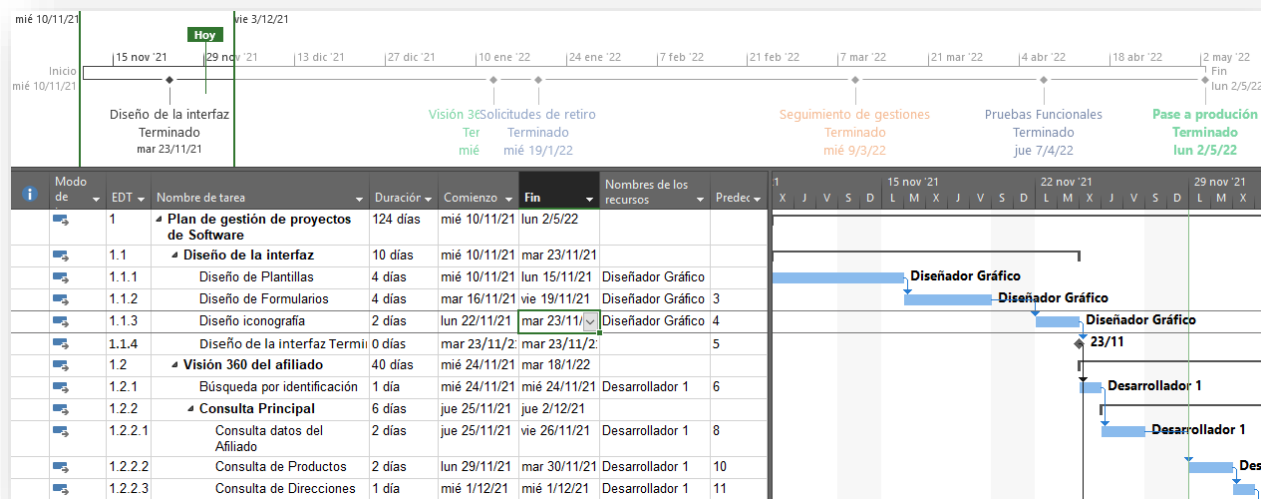 mié 10/11/21
vie 3/12/21
Hoy
15 nov '21 29 nov '21 13 dic '21 27 dic '21 10 ene '22 24 ene '22 7 feb '22 21 feb '22 7 mar '22 21 mar '22 4 abr '22 18 abr '22 2 may '22
Inicio
mié 10/11/21
Fin
lun 2/5/22
Diseño de la interfaz
Terminado
mar 23/11/21
Visión 36
Ter
mié
Solicitudes de retiro
Terminado
mié 19/1/22
Seguimiento de gestiones
Terminado
mié 9/3/22
Pruebas Funcionales
Terminado
jue 7/4/22
Pase a produción
Terminado
lun 2/5/22
Modo de EDT Nombre de tarea Duración Comienzo Fin Nombres de los recursos Predec
1 15 nov '21 22 nov '21 29 nov '21
X J V S D L M X J V S D L M X J V S D L M X
1 Plan de gestión de proyectos de Software 124 días mié 10/11/21 lun 2/5/22
1.1 Diseño de la interfaz 10 días mié 10/11/21 mar 23/11/21
1.1.1 Diseño de Plantillas 4 días mié 10/11/21 lun 15/11/21 Diseñador Gráfico Diseñador Gráfico
1.1.2 Diseño de Formularios 4 días mar 16/11/21 vie 19/11/21 Diseñador Gráfico 3 Diseñador Gráfico
1.1.3 Diseño iconografía 2 días lun 22/11/21 mar 23/11/ Diseñador Gráfico 4 Diseñador Gráfico
1.1.4 Diseño de la interfaz Termi 0 días mar 23/11/2 mar 23/11/2 5 23/11
1.2 Visión 360 del afiliado 40 días mié 24/11/21 mar 18/1/22
1.2.1 Búsqueda por identificación 1 día mié 24/11/21 mié 24/11/21 Desarrollador 1 6 Desarrollador 1
1.2.2 Consulta Principal 6 días jue 25/11/21 jue 2/12/21
1.2.2.1 Consulta datos del Afiliado 2 días jue 25/11/21 vie 26/11/21 Desarrollador 1 8 Desarrollador 1
1.2.2.2 Consulta de Productos 2 días lun 29/11/21 mar 30/11/21 Desarrollador 1 10 Des
1.2.2.3 Consulta de Direcciones 1 día mié 1/12/21 mié 1/12/21 Desarrollador 1 11